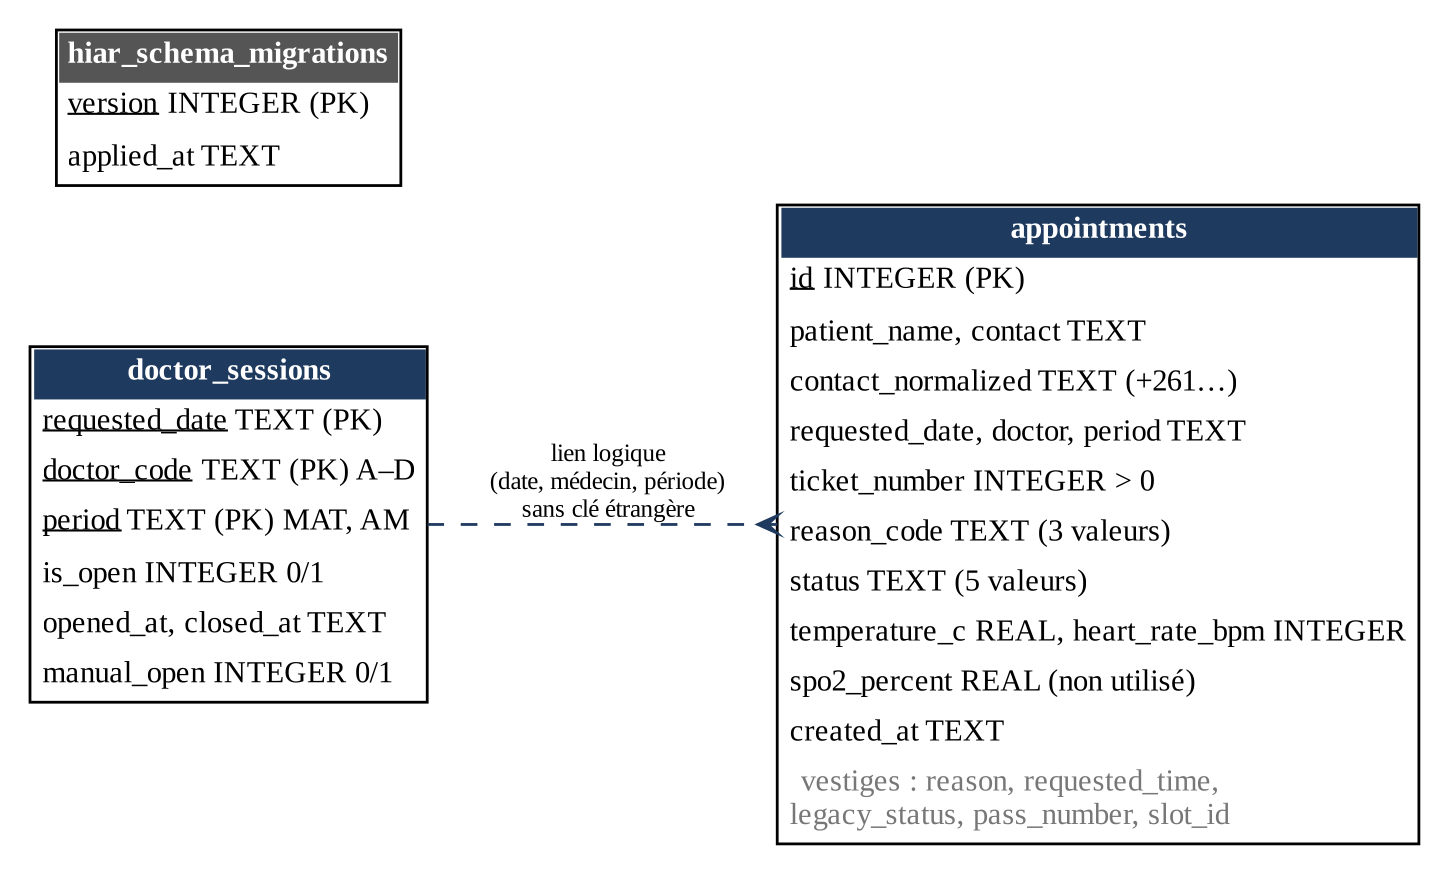 hiar_schema_migrations
version INTEGER (PK)
applied_at TEXT
doctor_sessions
requested_date TEXT (PK)
doctor_code TEXT (PK) A–D
period TEXT (PK) MAT, AM
is_open INTEGER 0/1
opened_at, closed_at TEXT
manual_open INTEGER 0/1
lien logique
(date, médecin, période)
sans clé étrangère
appointments
id INTEGER (PK)
patient_name, contact TEXT
contact_normalized TEXT (+261…)
requested_date, doctor, period TEXT
ticket_number INTEGER > 0
reason_code TEXT (3 valeurs)
status TEXT (5 valeurs)
temperature_c REAL, heart_rate_bpm INTEGER
spo2_percent REAL (non utilisé)
created_at TEXT
vestiges : reason, requested_time,
legacy_status, pass_number, slot_id